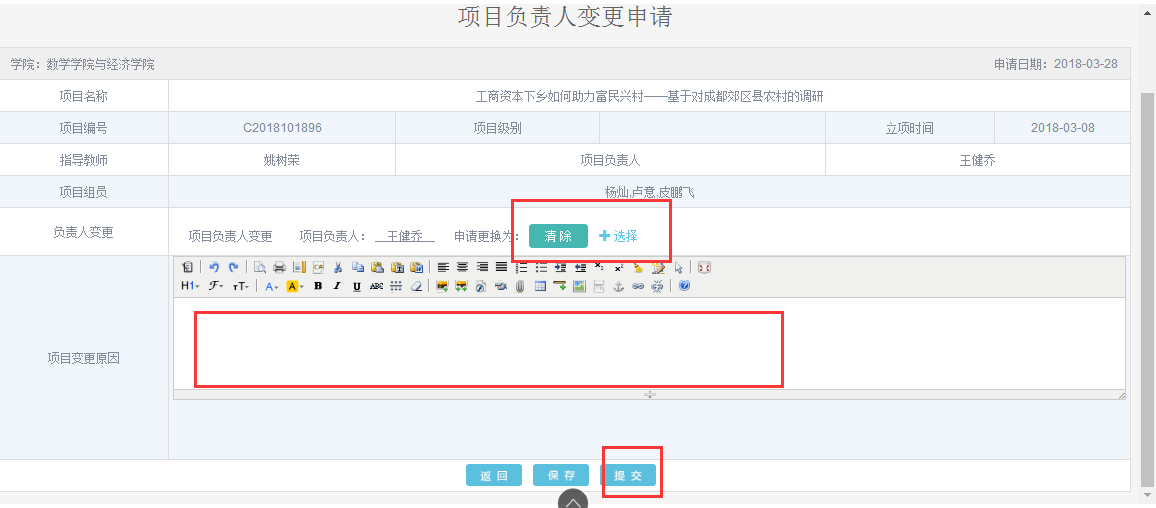 项目负责人变更申请
学院：数学学院与经济学院 申请日期：2018-03-28
项目名称 工商资本下乡如何助力富民兴村——基于对成都郊区县农村的调研
项目编号 C2018101896 项目级别 立项时间 2018-03-08
指导教师 姚树荣 项目负责人 王健乔
项目组员 杨灿,卢意,皮鹏飞
负责人变更 项目负责人变更 项目负责人： 王健乔 申请更换为： 清除 选择
H1 F TT A A B I U ABC
项目变更原因
返回 保存 提交